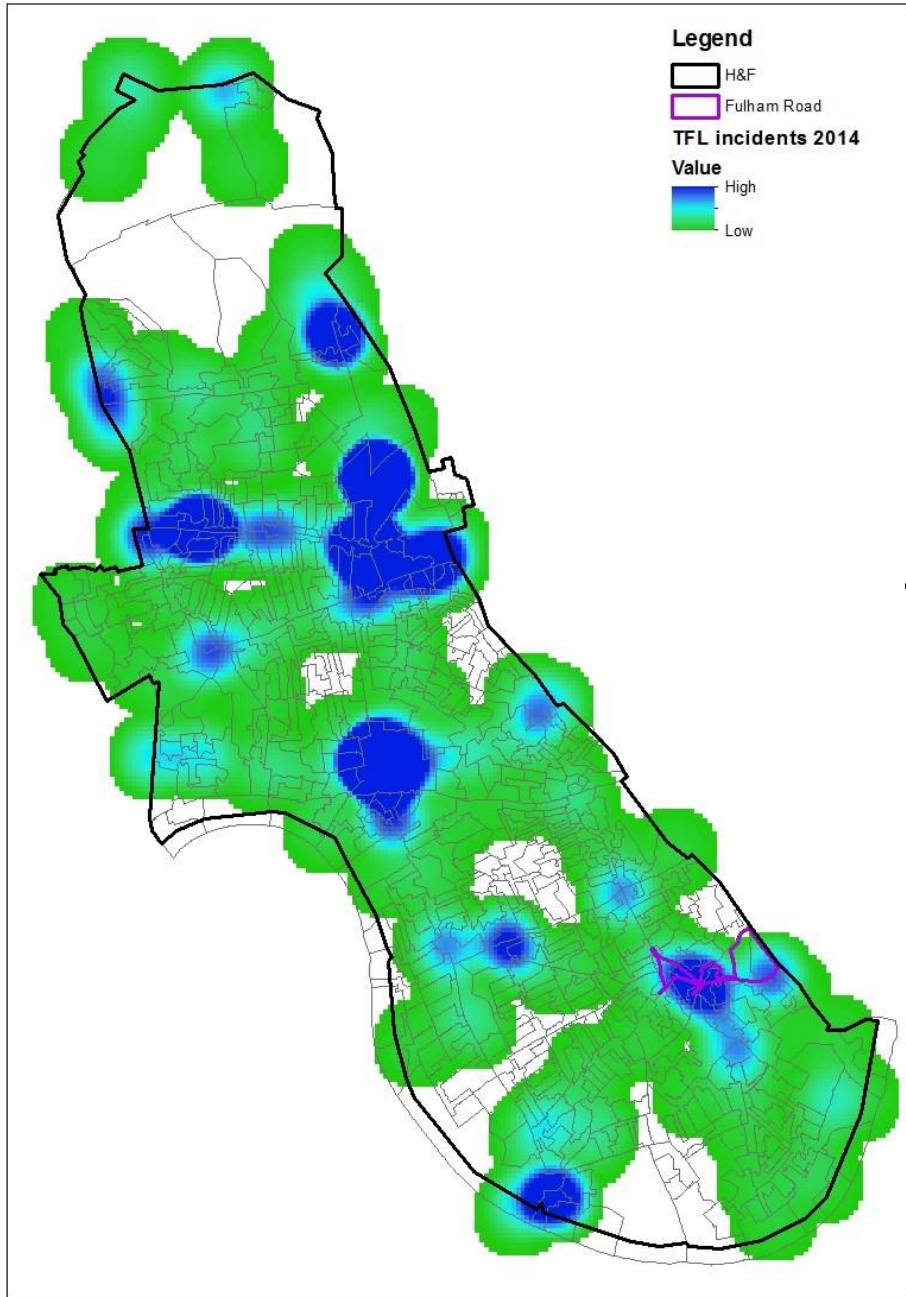 Legend
H&F
Fulham Road
TFL incidents 2014
Value
High
Low